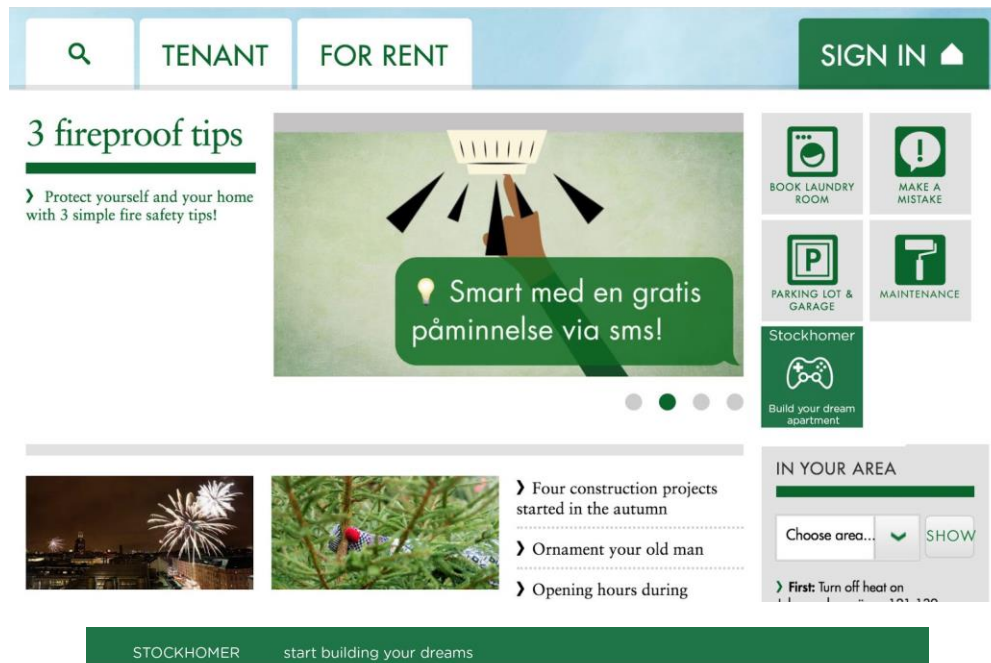 TENANT
FOR RENT
SIGN IN
3 fireproof tips
❯ Protect yourself and your home
with 3 simple fire safety tips!
Smart med en gratis
påminnelse via sms!
BOOK LAUNDRY
ROOM
MAKE A
MISTAKE
P
PARKING LOT &
GARAGE
MAINTENANCE
Stockhomer
Build your dream
apartment
❯ Four construction projects
started in the autumn
❯ Ornament your old man
❯ Opening hours during
IN YOUR AREA
Choose area...
SHOW
❯ First: Turn off heat on
STOCKHOMER start building your dreams